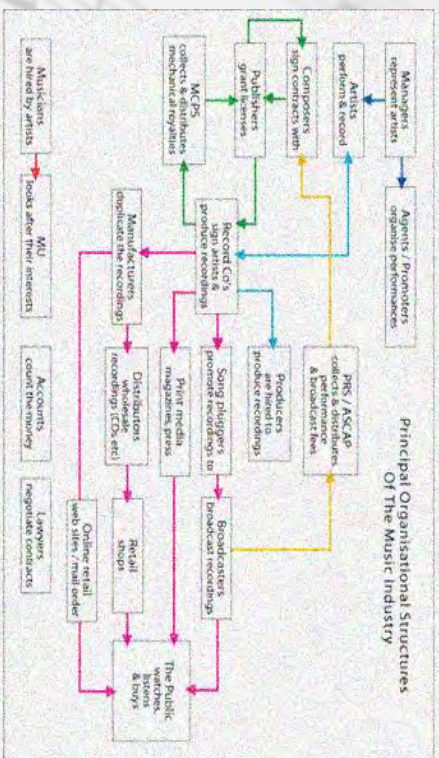 Principal Organisational Structures
Of The Music Industry
Managers
represent artists
Agents / Promoters
organise performances
Artists
perform & record
Composers
sign contracts with
PRS / ASCAP
collects & distributes
performance
& broadcast fees
Publishers
grant licenses
Record Co's
sign artists &
produce recordings
Producers
are hired to
produce recordings
MCPS
collects & distributes
mechanical royalties
Song pluggers
promote recordings to
Broadcasters
broadcast recordings
Print media
magazines, press
The Public
watches,
listens
& buys
Manufacturers
duplicate the recordings
Distributors
wholesale
recordings (CDs, etc)
Retail
shops
Online retail
web sites / mail order
Musicians
are hired by artists
MU
looks after their interests
Accounts
count the money
Lawyers
negotiate contracts